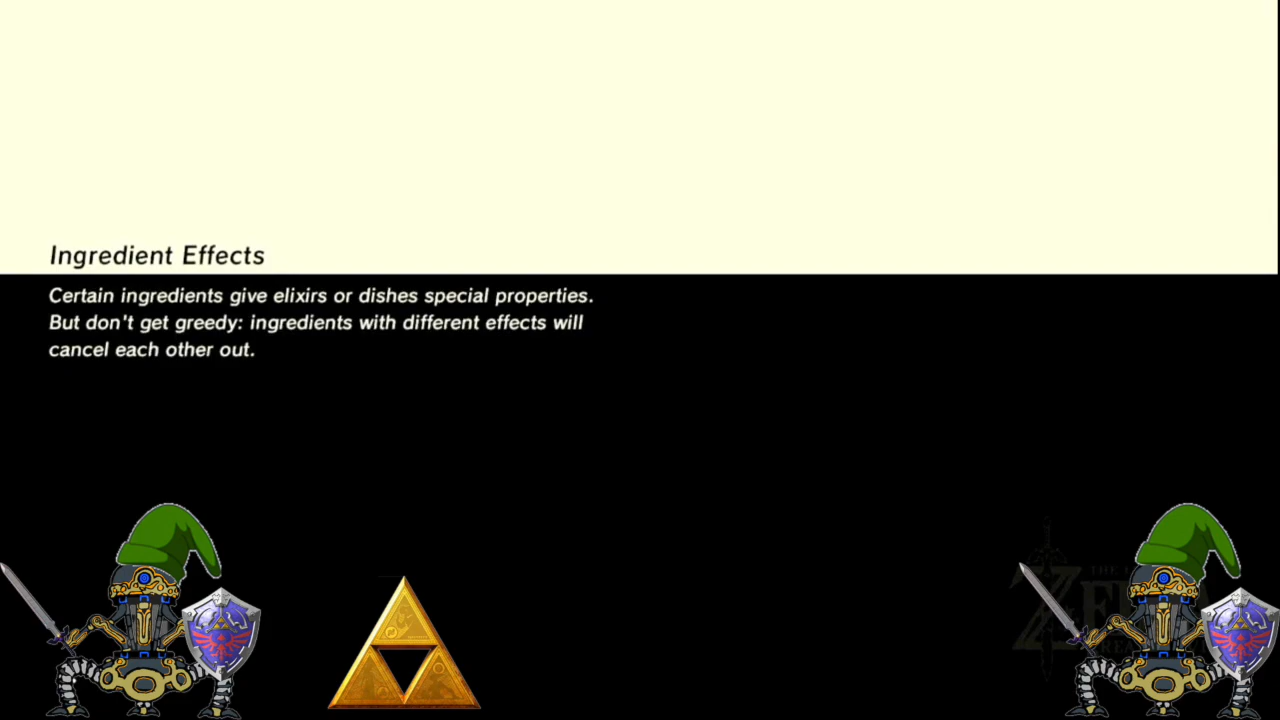 Ingredient Effects
Certain ingredients give elixirs or dishes special properties.
But don't get greedy: ingredients with different effects will
cancel each other out.